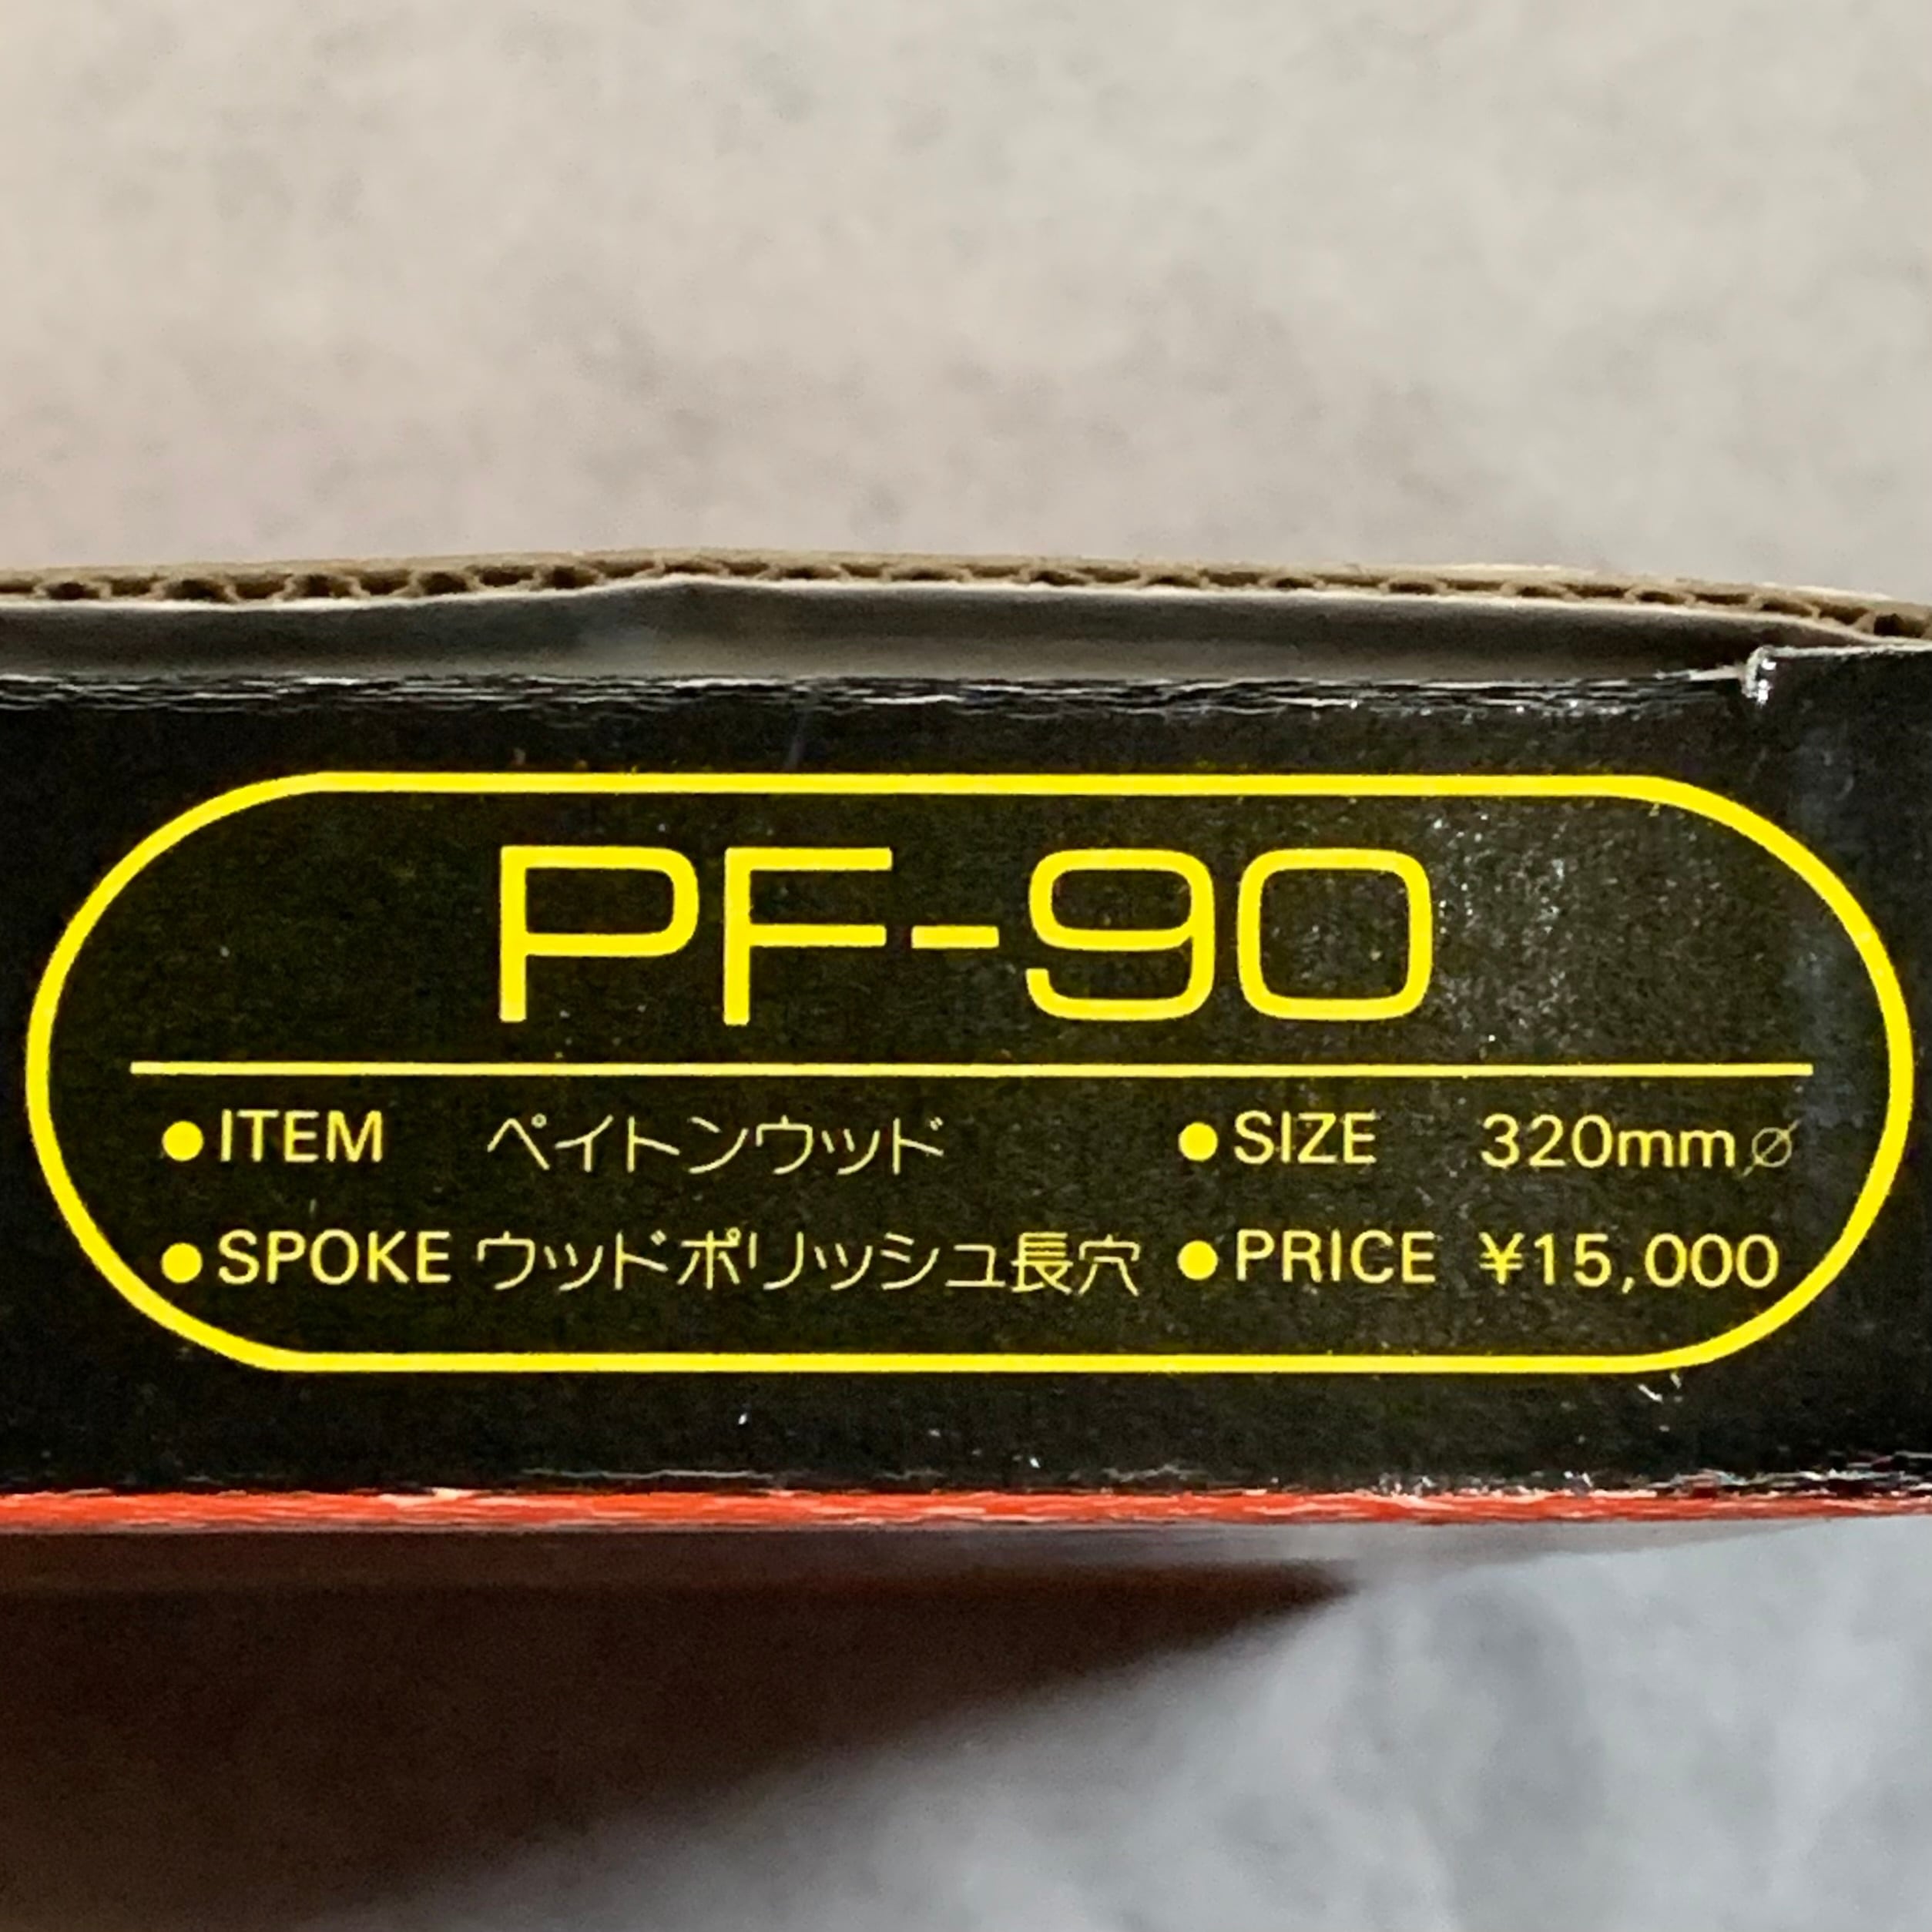 PF-90
●ITEM ペイトンウッド ●SIZE 320mmø
●SPOKE ウッドポリッシュ長穴 ●PRICE ¥15,000